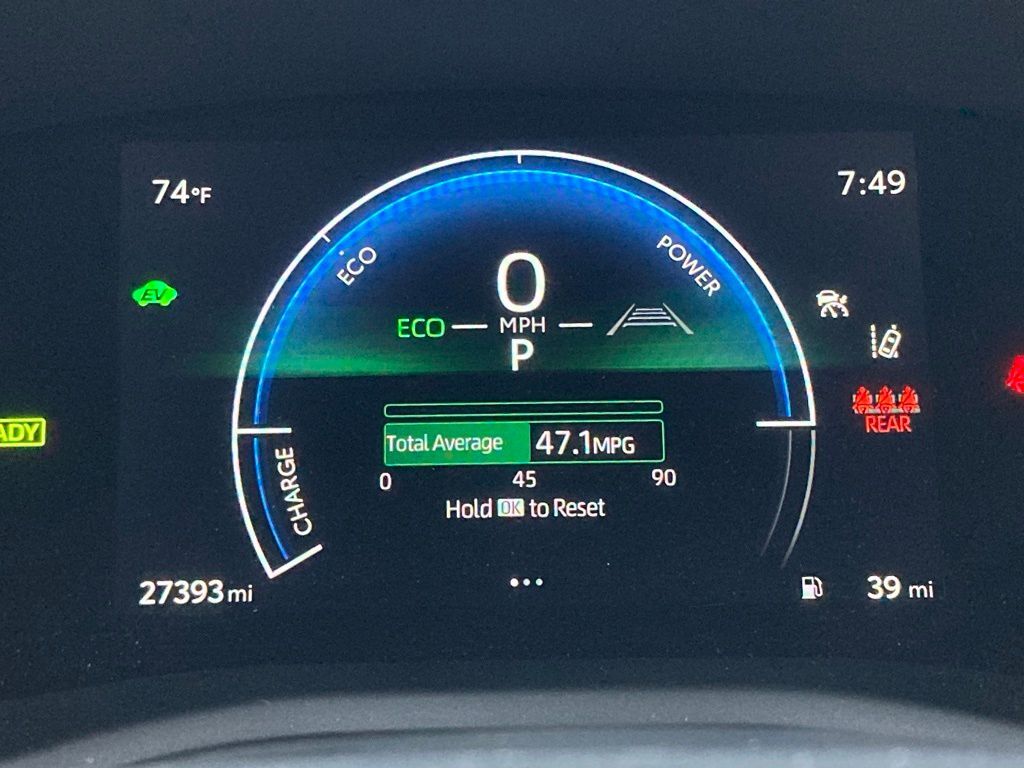 74°F
7:49
ECO
POWER
0
EV
ECO
MPH
P
REAR
ADY
Total Average
47.1MPG
0
45
90
CHARGE
Hold OK to Reset
27393 mi
39 mi